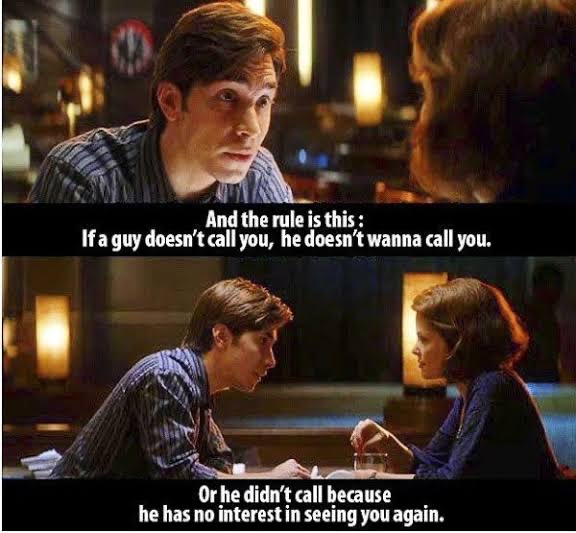 And the rule is this :
If a guy doesn't call you, he doesn't wanna call you.
Or he didn't call because
he has no interest in seeing you again.